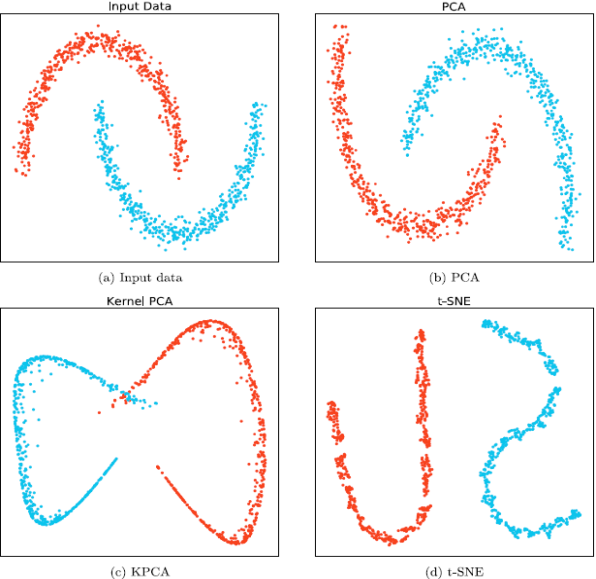 Input Data
PCA
(a) Input data
(b) PCA
Kernel PCA
t-SNE
(c) KPCA
(d) t-SNE